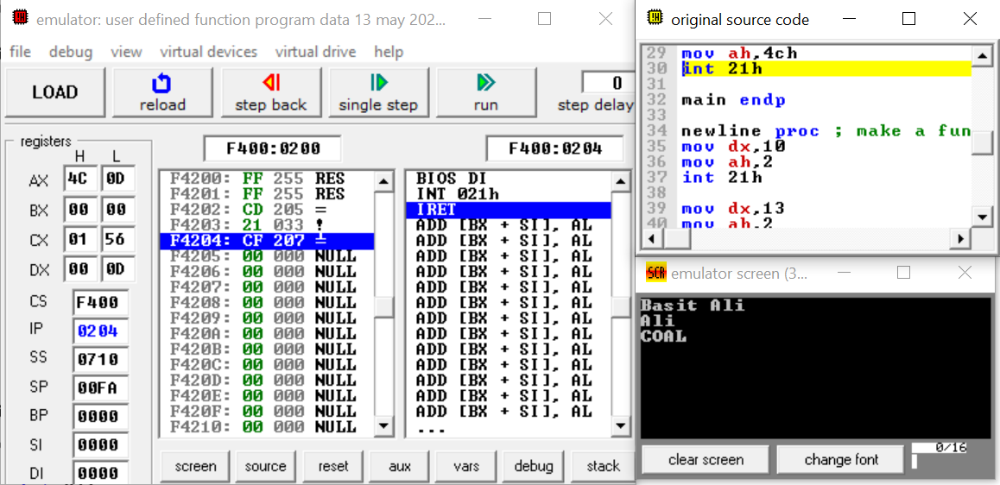 emulator: user defined function program data 13 may 202...
file debug view virtual devices virtual drive help
LOAD
reload
step back
single step
run
0
step delay
registers
H L
AX 4C 0D
BX 00 00
CX 01 56
DX 00 0D
CS F400
IP 0204
SS 0710
SP 00FA
BP 0000
SI 0000
DI 0000
F400:0200
F4200: FF 255 RES
F4201: FF 255 RES
F4202: CD 205 =
F4203: 21 033 !
F4204: CF 207 ╧
F4205: 00 000 NULL
F4206: 00 000 NULL
F4207: 00 000 NULL
F4208: 00 000 NULL
F4209: 00 000 NULL
F420A: 00 000 NULL
F420B: 00 000 NULL
F420C: 00 000 NULL
F420D: 00 000 NULL
F420E: 00 000 NULL
F420F: 00 000 NULL
F4210: 00 000 NULL
F400:0204
BIOS DI
INT 021h
IRET
ADD [BX + SI], AL
ADD [BX + SI], AL
ADD [BX + SI], AL
ADD [BX + SI], AL
ADD [BX + SI], AL
ADD [BX + SI], AL
ADD [BX + SI], AL
ADD [BX + SI], AL
ADD [BX + SI], AL
ADD [BX + SI], AL
ADD [BX + SI], AL
ADD [BX + SI], AL
ADD [BX + SI], AL
...
screen source reset aux vars debug stack
original source code
29 mov ah,4ch
30 int 21h
31
32 main endp
33
34 newline proc ; make a fun
35 mov dx,10
36 mov ah,2
37 int 21h
38
39 mov dx,13
40 mov ah,2
SCR emulator screen (3...
Basit Ali
Ali
COAL
clear screen
change font
0/16